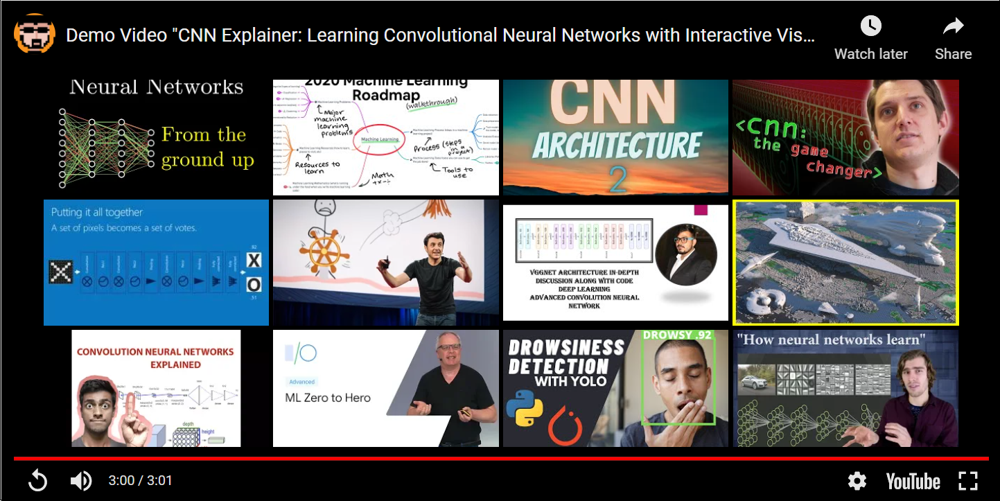 Demo Video "CNN Explainer: Learning Convolutional Neural Networks with Interactive Vis...
Watch later
Share
Neural Networks
From the
ground up
2020 Machine Learning
Roadmap
(walkthrough)
Major
machine
learning
problems
Machine Learning
Process (steps
in a
project)
Resources to
learn
Tools to
use
Math
CNN
ARCHITECTURE
2
<cnn:
the game
changer>
Putting it all together
A set of pixels becomes a set of votes.
X
O
VGGNET ARCHITECTURE IN-DEPTH
DISCUSSION ALONG WITH CODE
DEEP LEARNING
ADVANCED CONVOLUTION NEURAL
NETWORK
CONVOLUTION NEURAL NETWORKS
EXPLAINED
depth
height
I/O
Advanced
ML Zero to Hero
DROWSINESS
DETECTION
WITH YOLO
DROWSY .92
"How neural networks learn"
3:00 / 3:01
YouTube